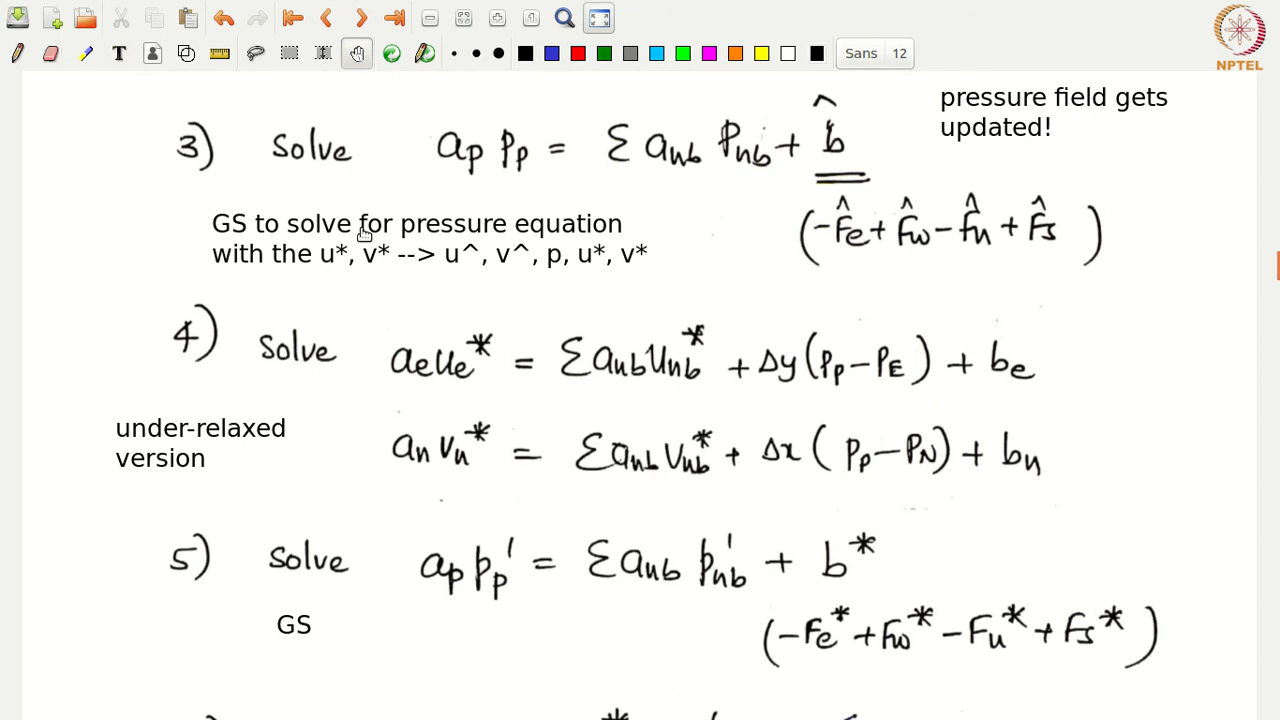 Sans 12
NPTEL
pressure field gets
updated!
3) Solve a_P p_P = Σ a_nb P_nb + b̂
(-F̂e + F̂w - F̂n + F̂s)
GS to solve for pressure equation
with the u*, v* --> u^, v^, p, u*, v*
4) Solve a_e u_e* = Σ a_nb u_nb* + Δy (p_P - p_E) + b_e
under-relaxed
version
a_n v_n* = Σ a_nb v_nb* + Δx (p_P - p_N) + b_n
5) Solve a_P p_P' = Σ a_nb p_nb' + b*
GS
(-Fe* + Fw* - Fn* + Fs*)